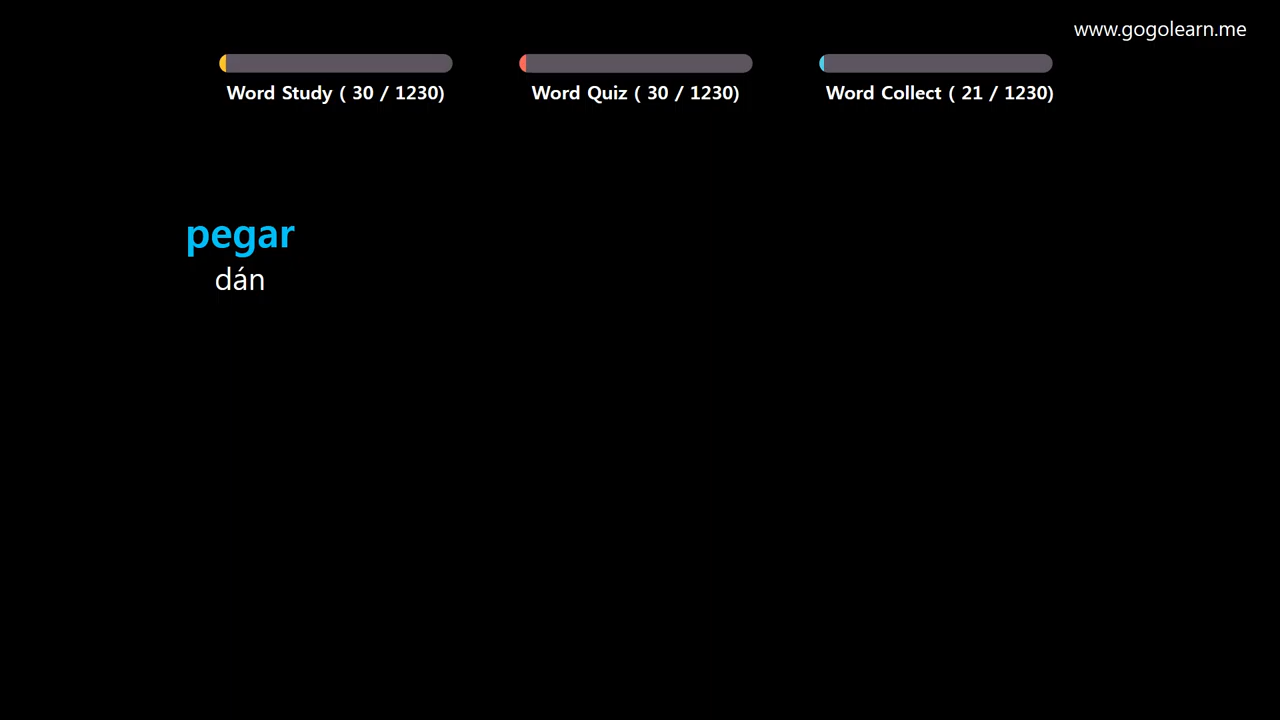 www.gogolearn.me
Word Study ( 30 / 1230)
Word Quiz ( 30 / 1230)
Word Collect ( 21 / 1230)
pegar
dán